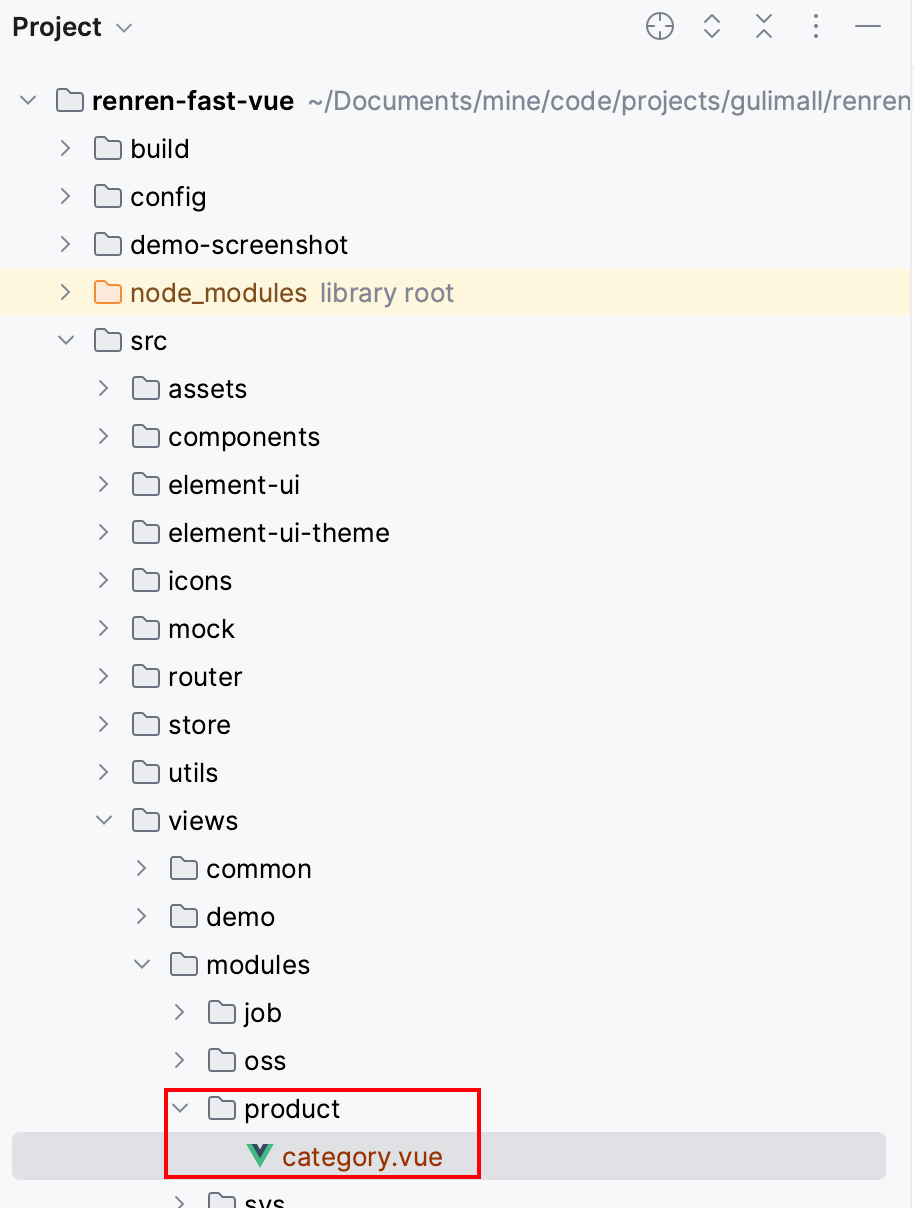 Project
renren-fast-vue ~/Documents/mine/code/projects/gulimall/renren
build
config
demo-screenshot
node_modules library root
src
assets
components
element-ui
element-ui-theme
icons
mock
router
store
utils
views
common
demo
modules
job
oss
product
category.vue
sys